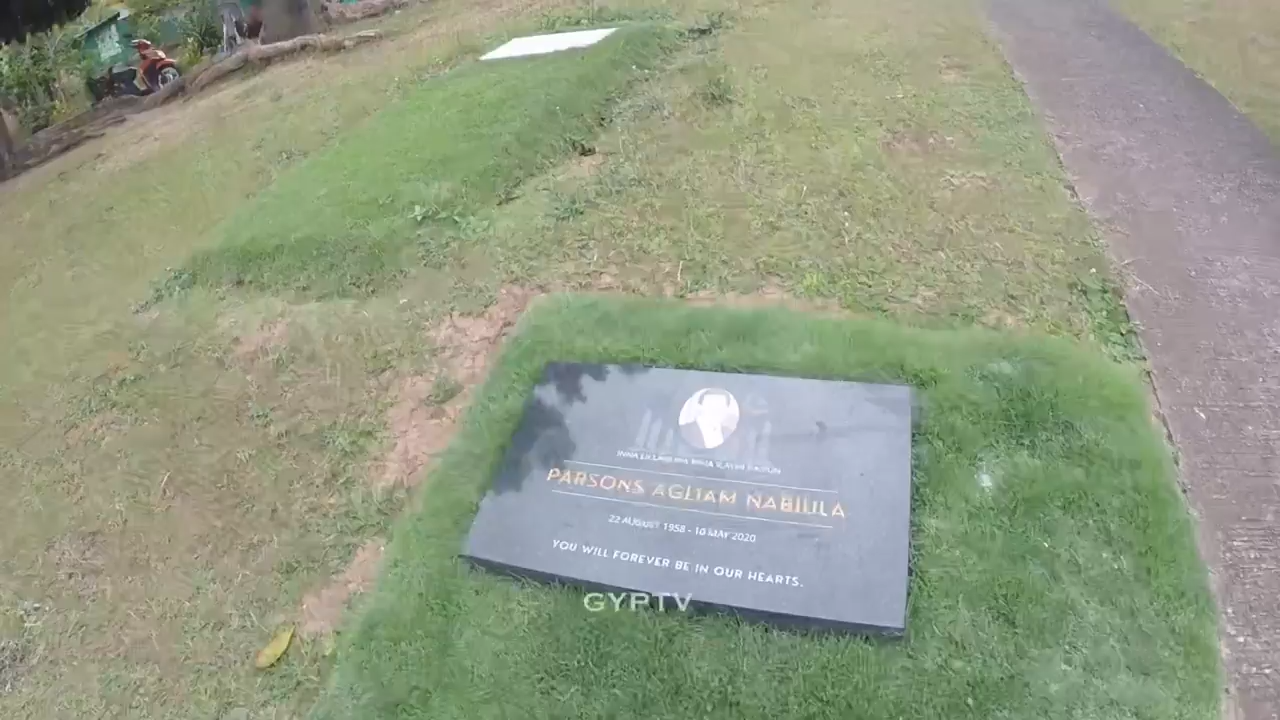 PARSONS AGLIAM NABIULA
22 AUGUST 1958 - 10 MAY 2020
YOU WILL FOREVER BE IN OUR HEARTS.
GYPTV